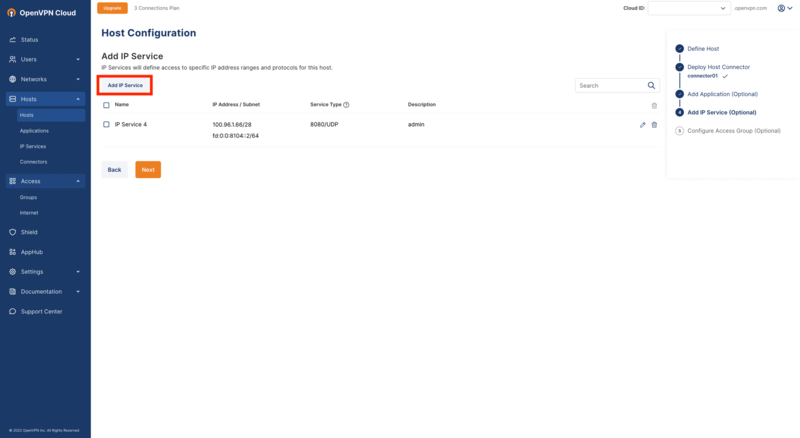 OpenVPN Cloud
Upgrade
3 Connections Plan
Cloud ID:
.openvpn.com
Status
Users
Networks
Hosts
Hosts
Applications
IP Services
Connectors
Access
Groups
Internet
Shield
AppHub
Settings
Documentation
Support Center
© 2022 OpenVPN Inc. All Rights Reserved
Host Configuration
Add IP Service
IP Services will define access to specific IP address ranges and protocols for this host.
Add IP Service
Search
Name IP Address / Subnet Service Type Description
IP Service 4 100.96.1.66/28 8080/UDP admin
fd:0:0:8104::2/64
Back Next
Define Host
Deploy Host Connector
connector01
Add Application (Optional)
4 Add IP Service (Optional)
5 Configure Access Group (Optional)